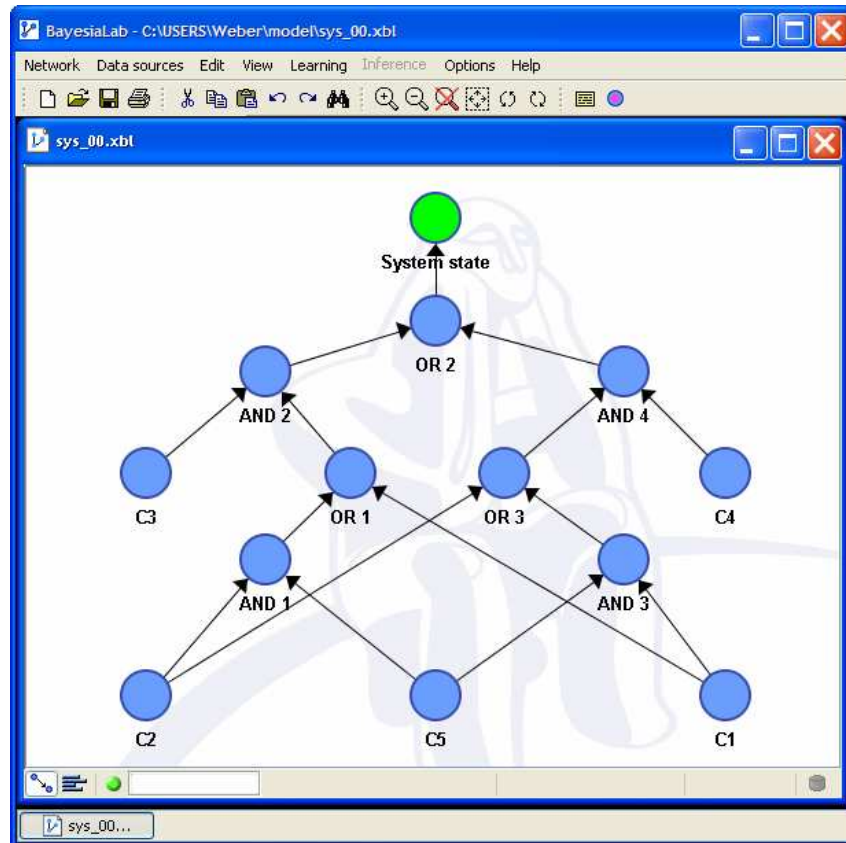 BayesiaLab - C:\USERS\Weber\model\sys_00.xbl
Network Data sources Edit View Learning Inference Options Help
sys_00.xbl
System state
OR 2
AND 2 AND 4
C3 OR 1 OR 3 C4
AND 1 AND 3
C2 C5 C1
sys_00...